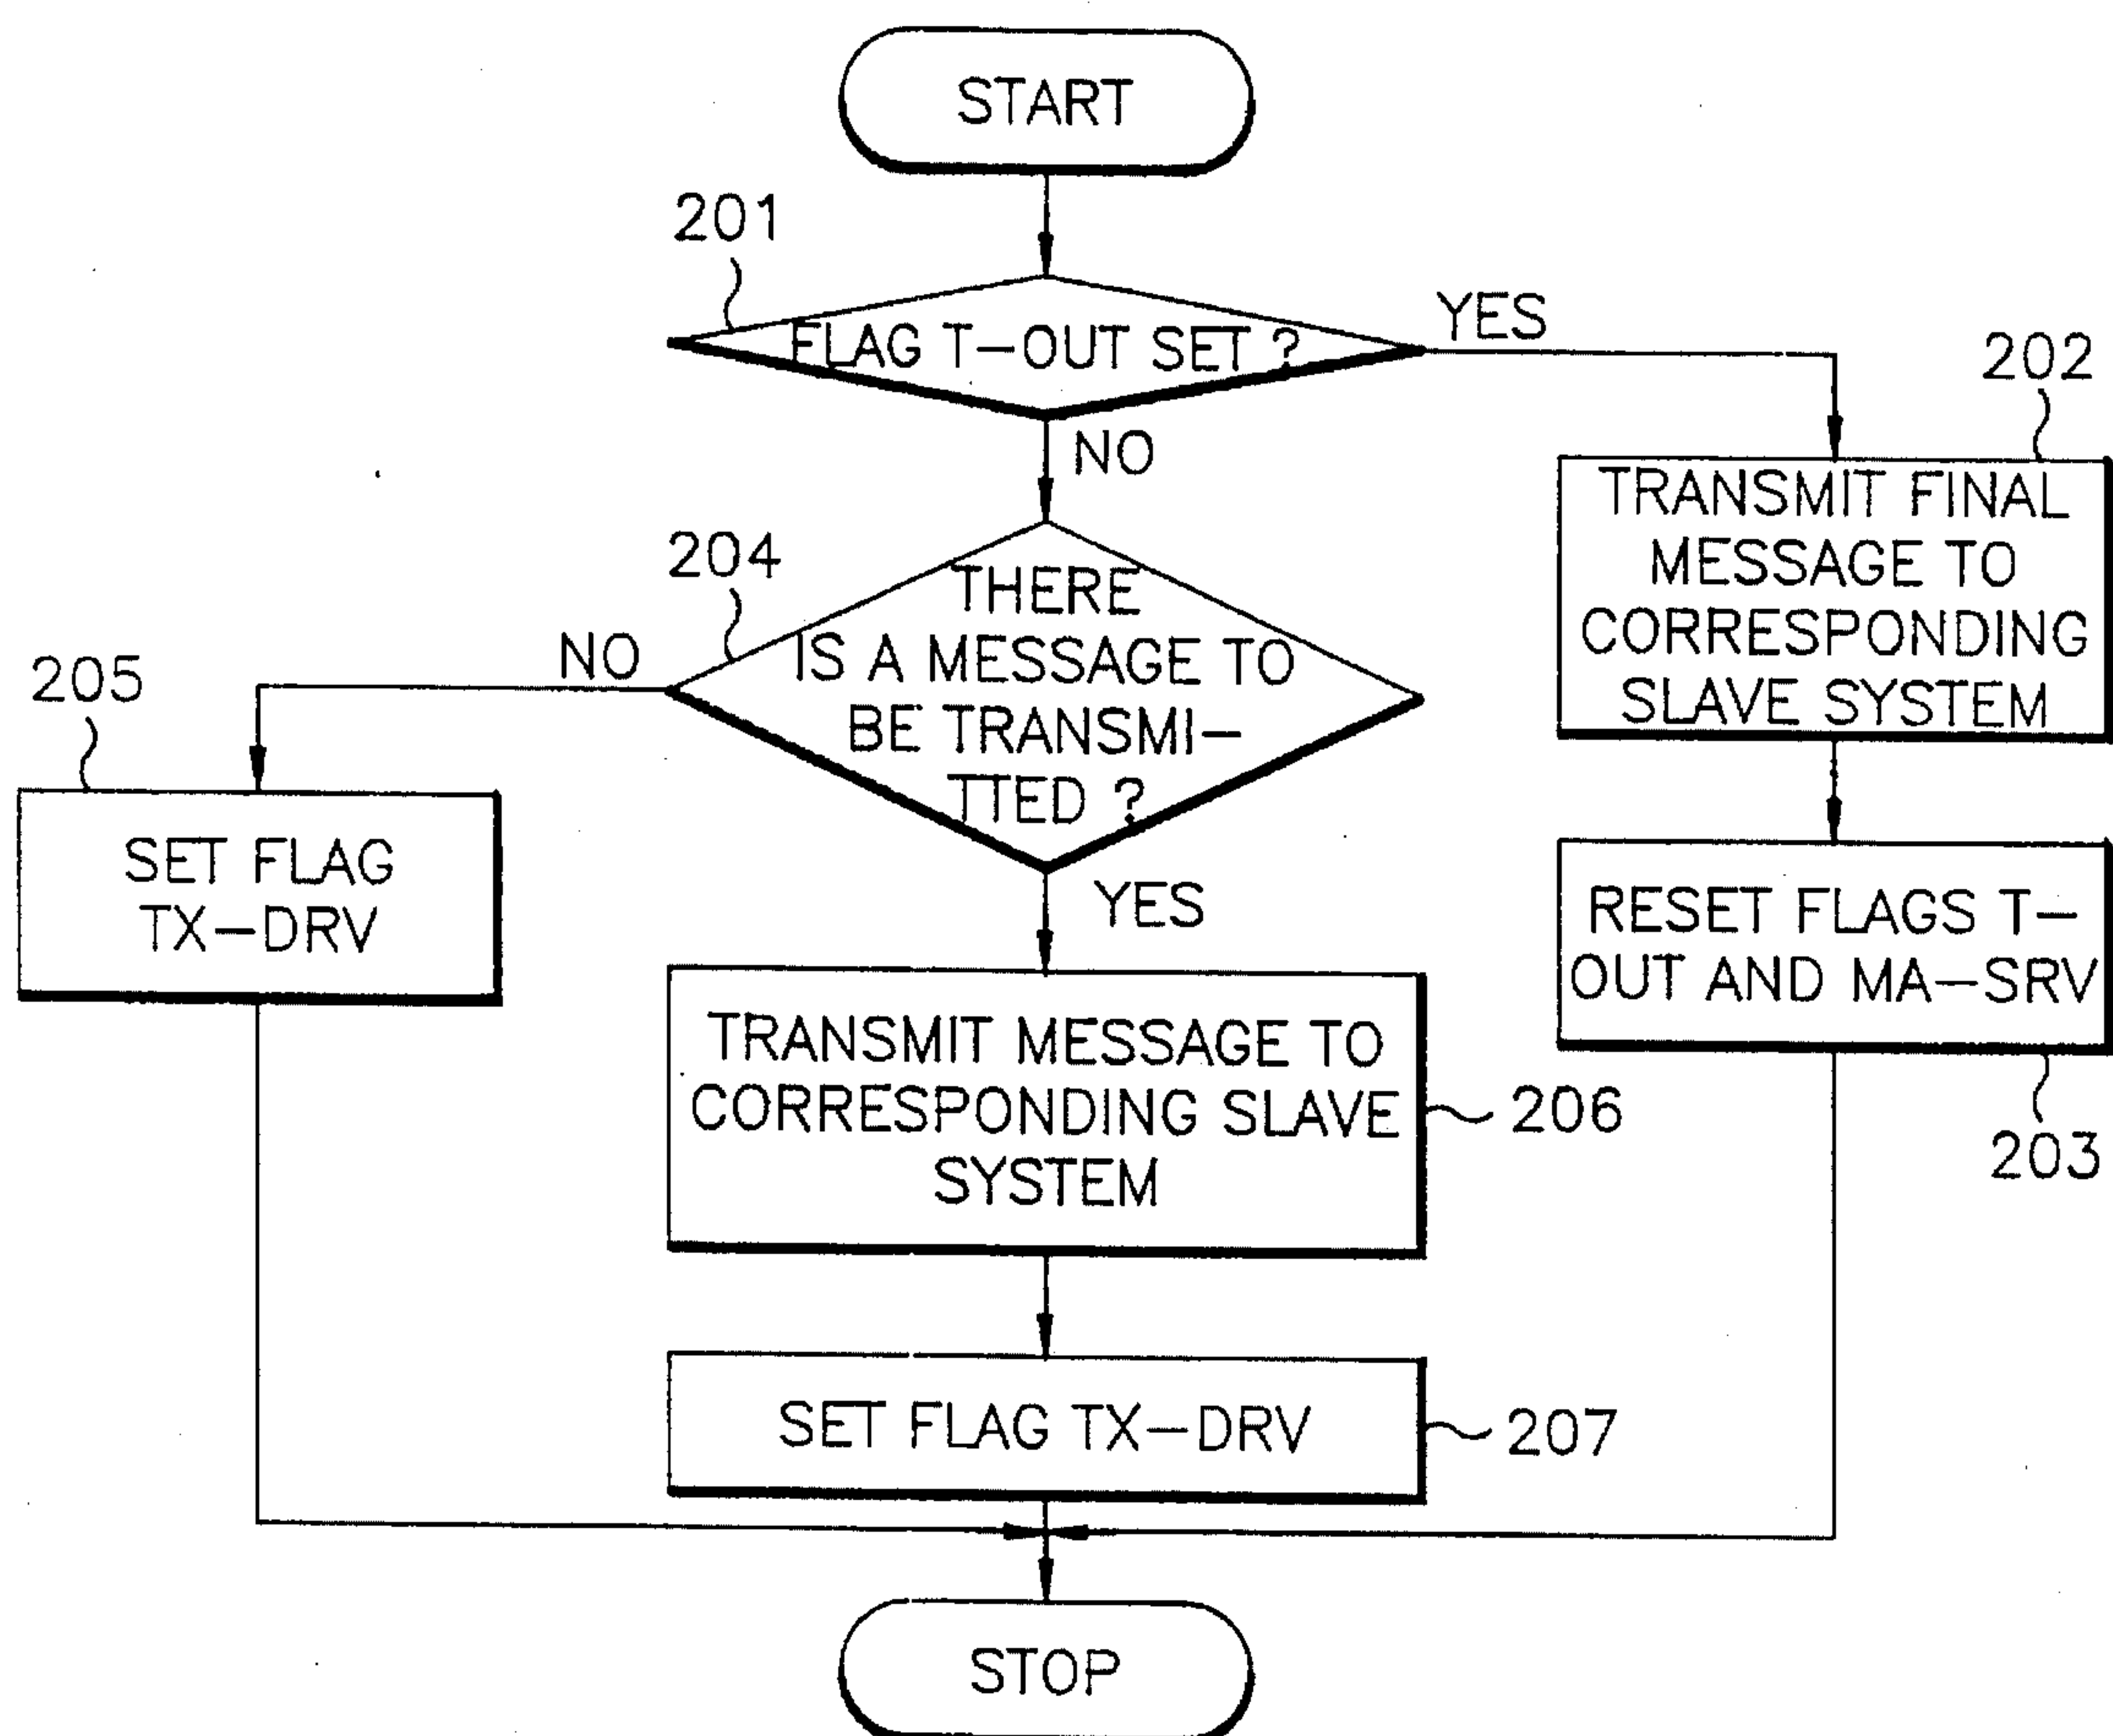 START
201
FLAG T-OUT SET ?
YES
NO
202
TRANSMIT FINAL
MESSAGE TO
CORRESPONDING
SLAVE SYSTEM
204
THERE
IS A MESSAGE TO
BE TRANSMI-
TTED ?
NO
YES
205
SET FLAG
TX-DRV
RESET FLAGS T-
OUT AND MA-SRV
203
TRANSMIT MESSAGE TO
CORRESPONDING SLAVE
SYSTEM
206
SET FLAG TX-DRV
207
STOP